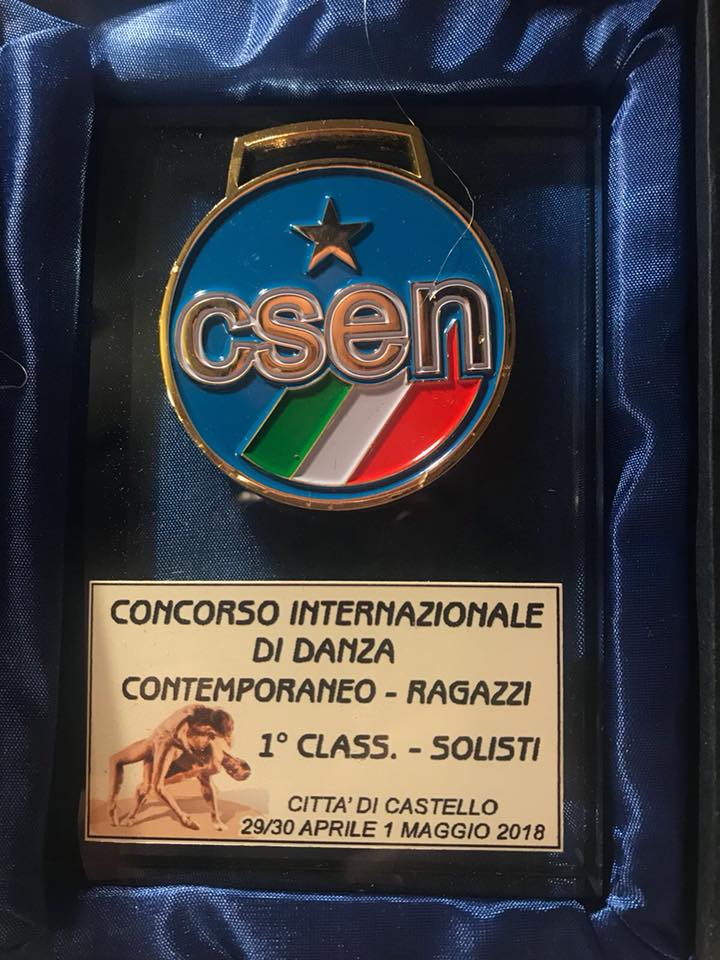 csen
CONCORSO INTERNAZIONALE
DI DANZA
CONTEMPORANEO - RAGAZZI
1° CLASS. - SOLISTI
CITTA' DI CASTELLO
29/30 APRILE 1 MAGGIO 2018